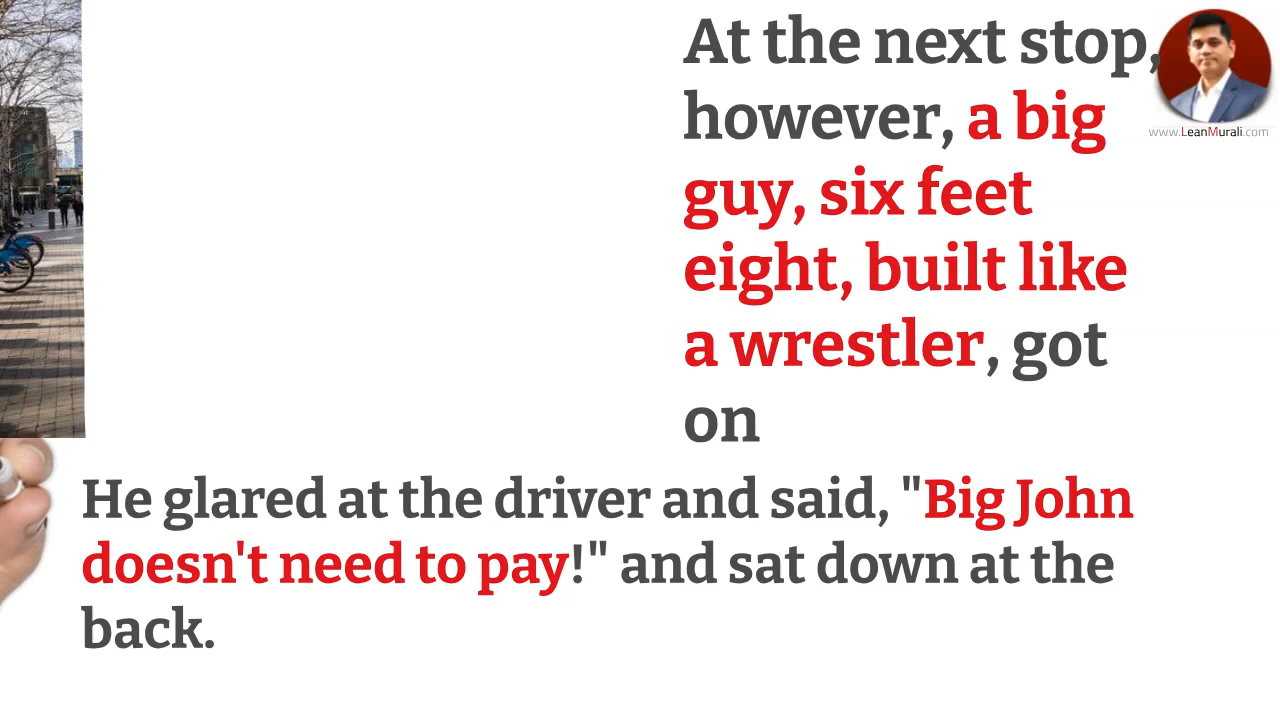 At the next stop,
however, a big
guy, six feet
eight, built like
a wrestler, got
on
www.LeanMurali.com
He glared at the driver and said, "Big John
doesn't need to pay!" and sat down at the
back.